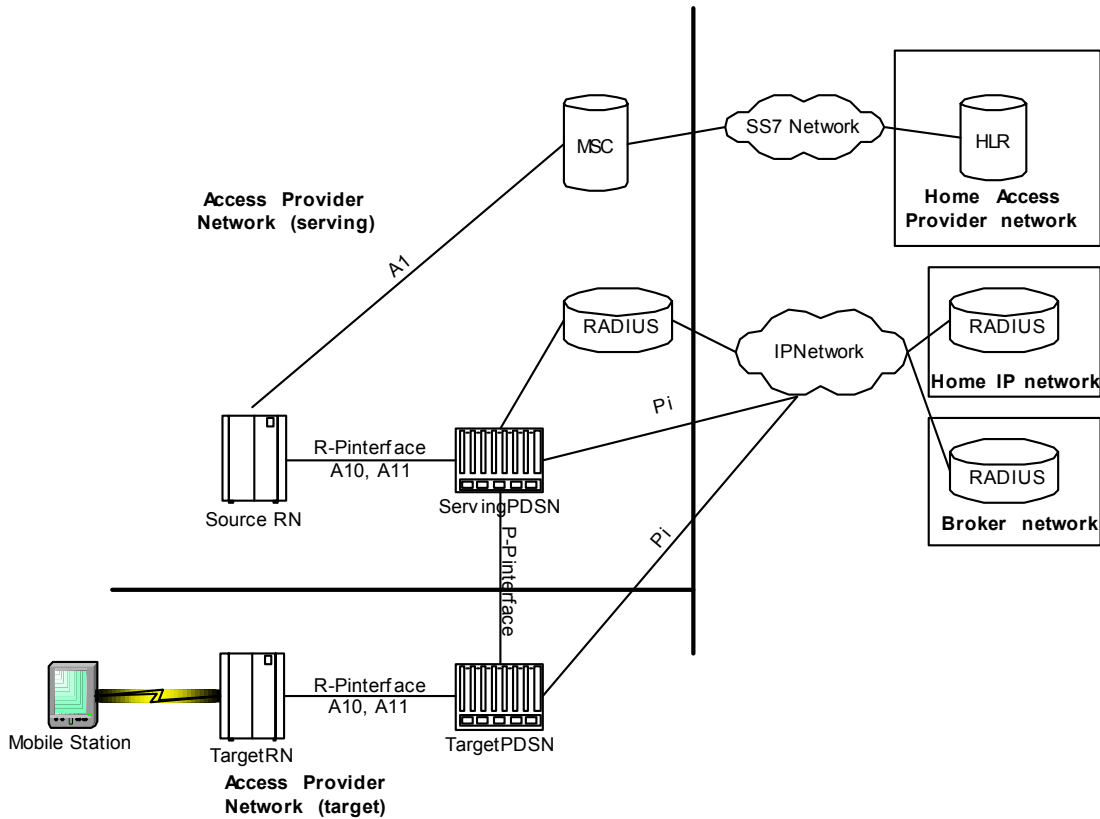 SS7 Network
MSC
HLR
Access Provider
Network (serving)
Home Access
Provider network
A1
RADIUS
IPNetwork
RADIUS
Home IP network
Pi
R-Pinterface
A10, A11
Source RN
ServingPDSN
RADIUS
Broker network
P-Pinterface
Pi
R-Pinterface
A10, A11
Mobile Station
TargetRN
TargetPDSN
Access Provider
Network (target)